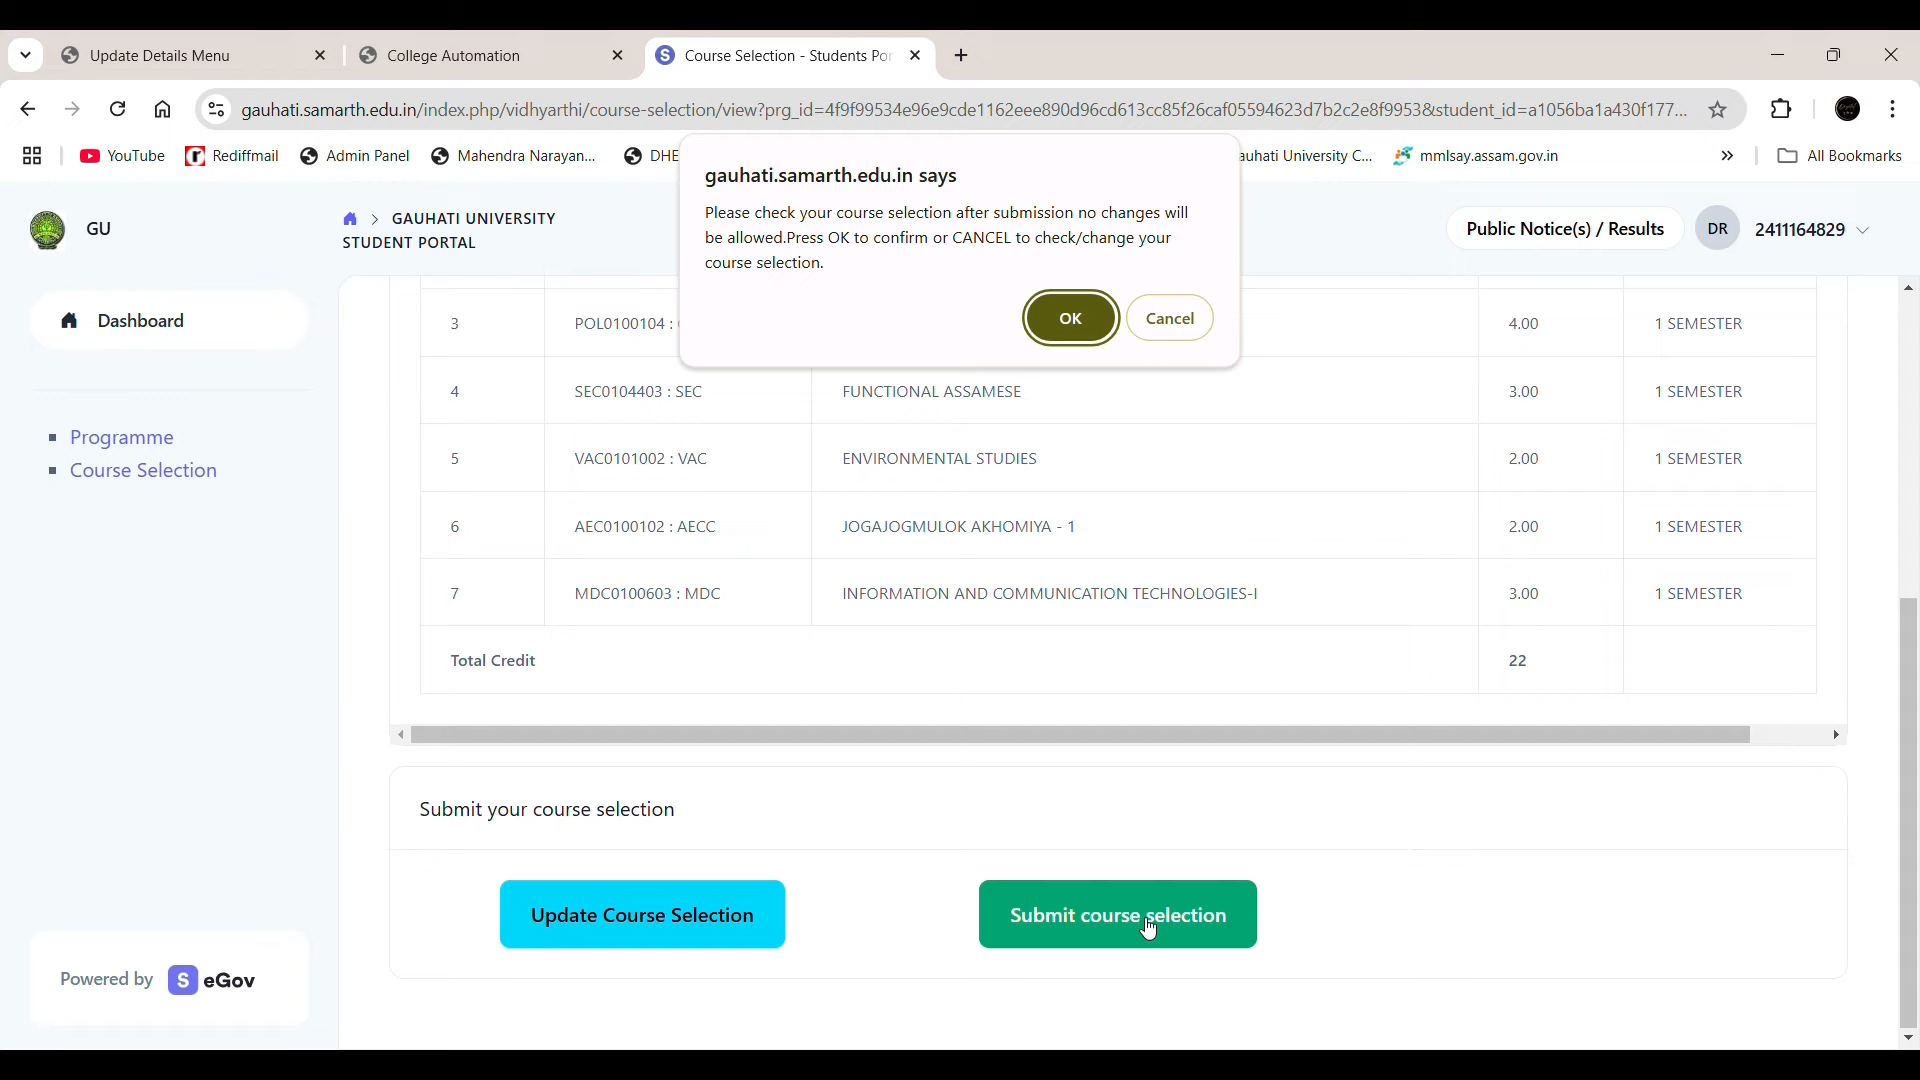 Update Details Menu
College Automation
Course Selection - Students Por
gauhati.samarth.edu.in/index.php/vidhyarthi/course-selection/view?prg_id=4f9f99534e96e9cde1162eee890d96cd613cc85f26caf05594623d7b2c2e8f9953&student_id=a1056ba1a430f177...
YouTube
Rediffmail
Admin Panel
Mahendra Narayan...
DHE
auhati University C...
mmlsay.assam.gov.in
All Bookmarks
gauhati.samarth.edu.in says
Please check your course selection after submission no changes will
be allowed.Press OK to confirm or CANCEL to check/change your
course selection.
OK
Cancel
GU
GAUHATI UNIVERSITY
STUDENT PORTAL
Public Notice(s) / Results
DR
2411164829
Dashboard
Programme
Course Selection
3 POL0100104 : 4.00 1 SEMESTER
4 SEC0104403 : SEC FUNCTIONAL ASSAMESE 3.00 1 SEMESTER
5 VAC0101002 : VAC ENVIRONMENTAL STUDIES 2.00 1 SEMESTER
6 AEC0100102 : AECC JOGAJOGMULOK AKHOMIYA - 1 2.00 1 SEMESTER
7 MDC0100603 : MDC INFORMATION AND COMMUNICATION TECHNOLOGIES-I 3.00 1 SEMESTER
Total Credit 22
Submit your course selection
Update Course Selection
Submit course selection
Powered by S eGov